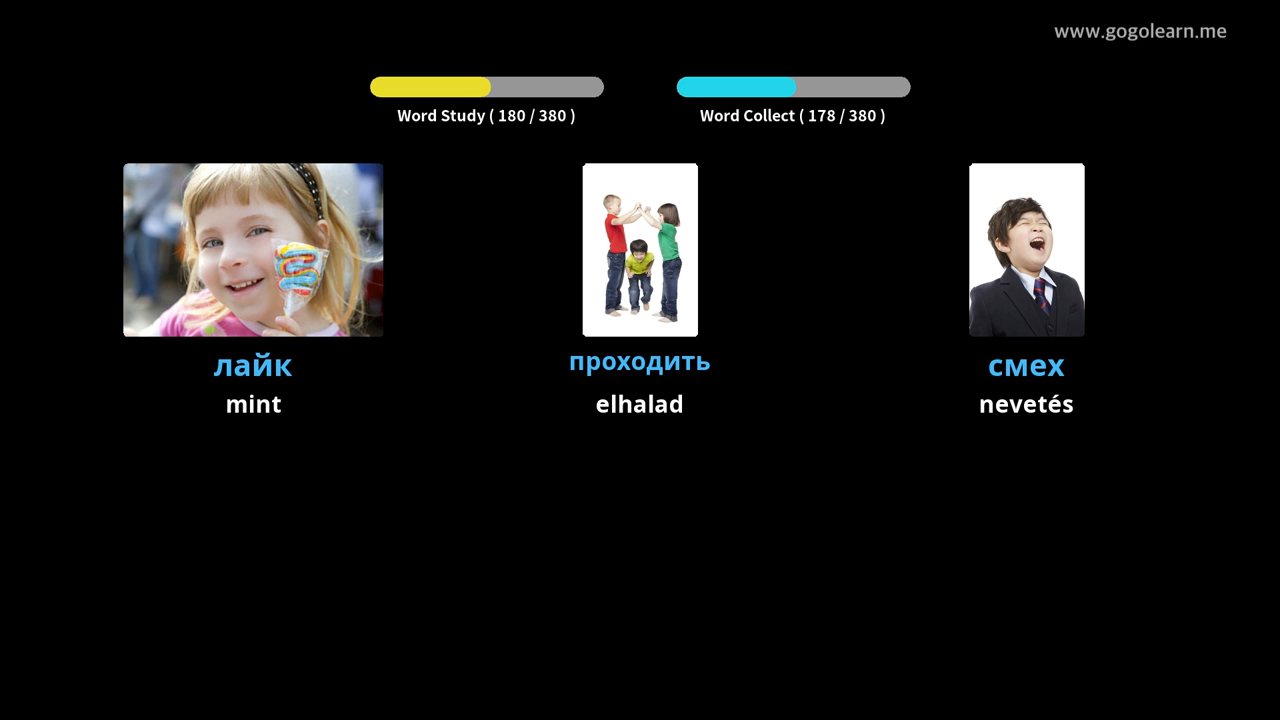 www.gogolearn.me
Word Study ( 180 / 380 )
Word Collect ( 178 / 380 )
лайк
проходить
смех
mint
elhalad
nevetés